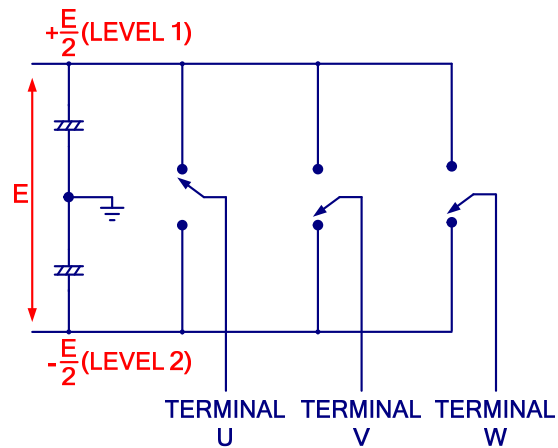 +E/2 (LEVEL 1)
E
-E/2 (LEVEL 2)
TERMINAL U
TERMINAL V
TERMINAL W